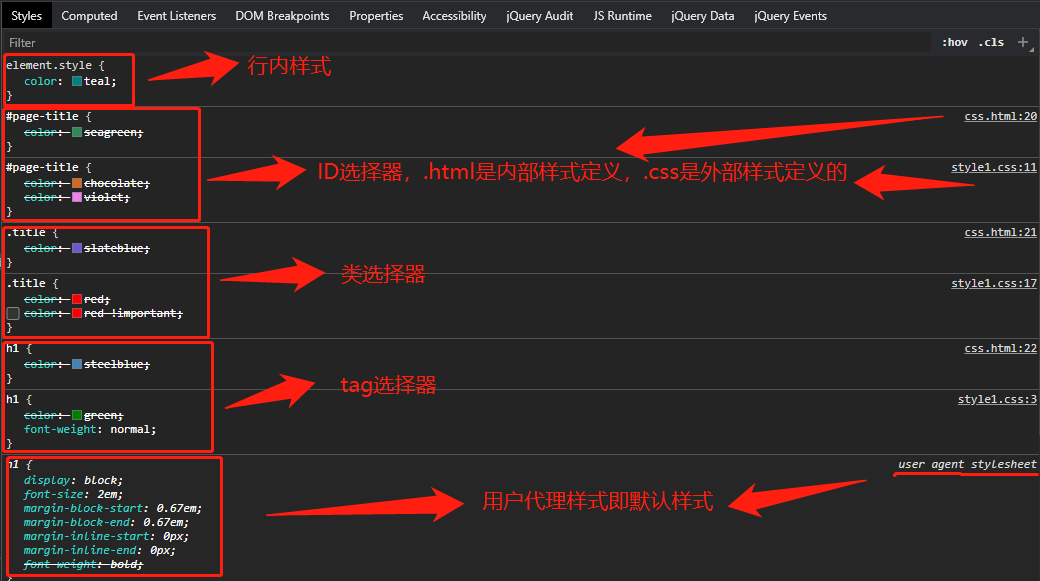 Styles Computed Event Listeners DOM Breakpoints Properties Accessibility jQuery Audit JS Runtime jQuery Data jQuery Events
Filter :hov .cls +
element.style {
行内样式
color: teal;
}
#page-title { css.html:20
color: seagreen;
}
#page-title { style1.css:11
ID选择器，.html是内部样式定义，.css是外部样式定义的
color: chocolate;
color: violet;
}
.title { css.html:21
color: slateblue;
}
类选择器
.title { style1.css:17
color: red;
color: red !important;
}
h1 { css.html:22
color: steelblue;
}
tag选择器
h1 { style1.css:3
color: green;
font-weight: normal;
}
h1 { user agent stylesheet
display: block;
font-size: 2em;
用户代理样式即默认样式
margin-block-start: 0.67em;
margin-block-end: 0.67em;
margin-inline-start: 0px;
margin-inline-end: 0px;
font-weight: bold;
}